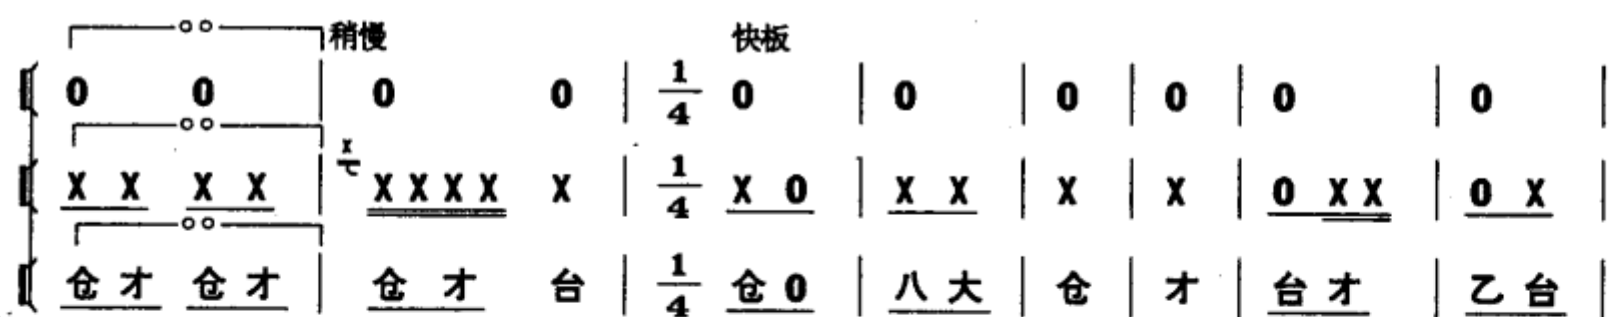 稍慢 快板
0 0 | 0 0 | 1/4 0 | 0 | 0 | 0 | 0 | 0 |
X X X X | X X X X X | 1/4 X 0 | X X | X | X | 0 X X | 0 X |
仓 才 仓 才 | 仓 才 台 | 1/4 仓 0 | 八 大 | 仓 | 才 | 台 才 | 乙 台 |